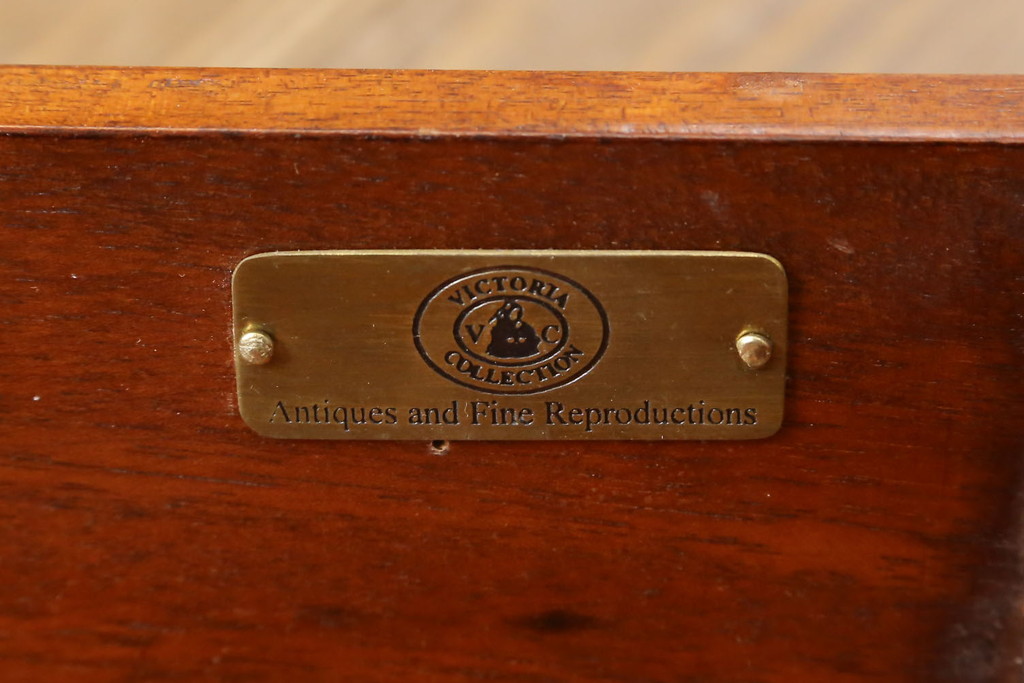 VICTORIA
V C
COLLECTION
Antiques and Fine Reproductions